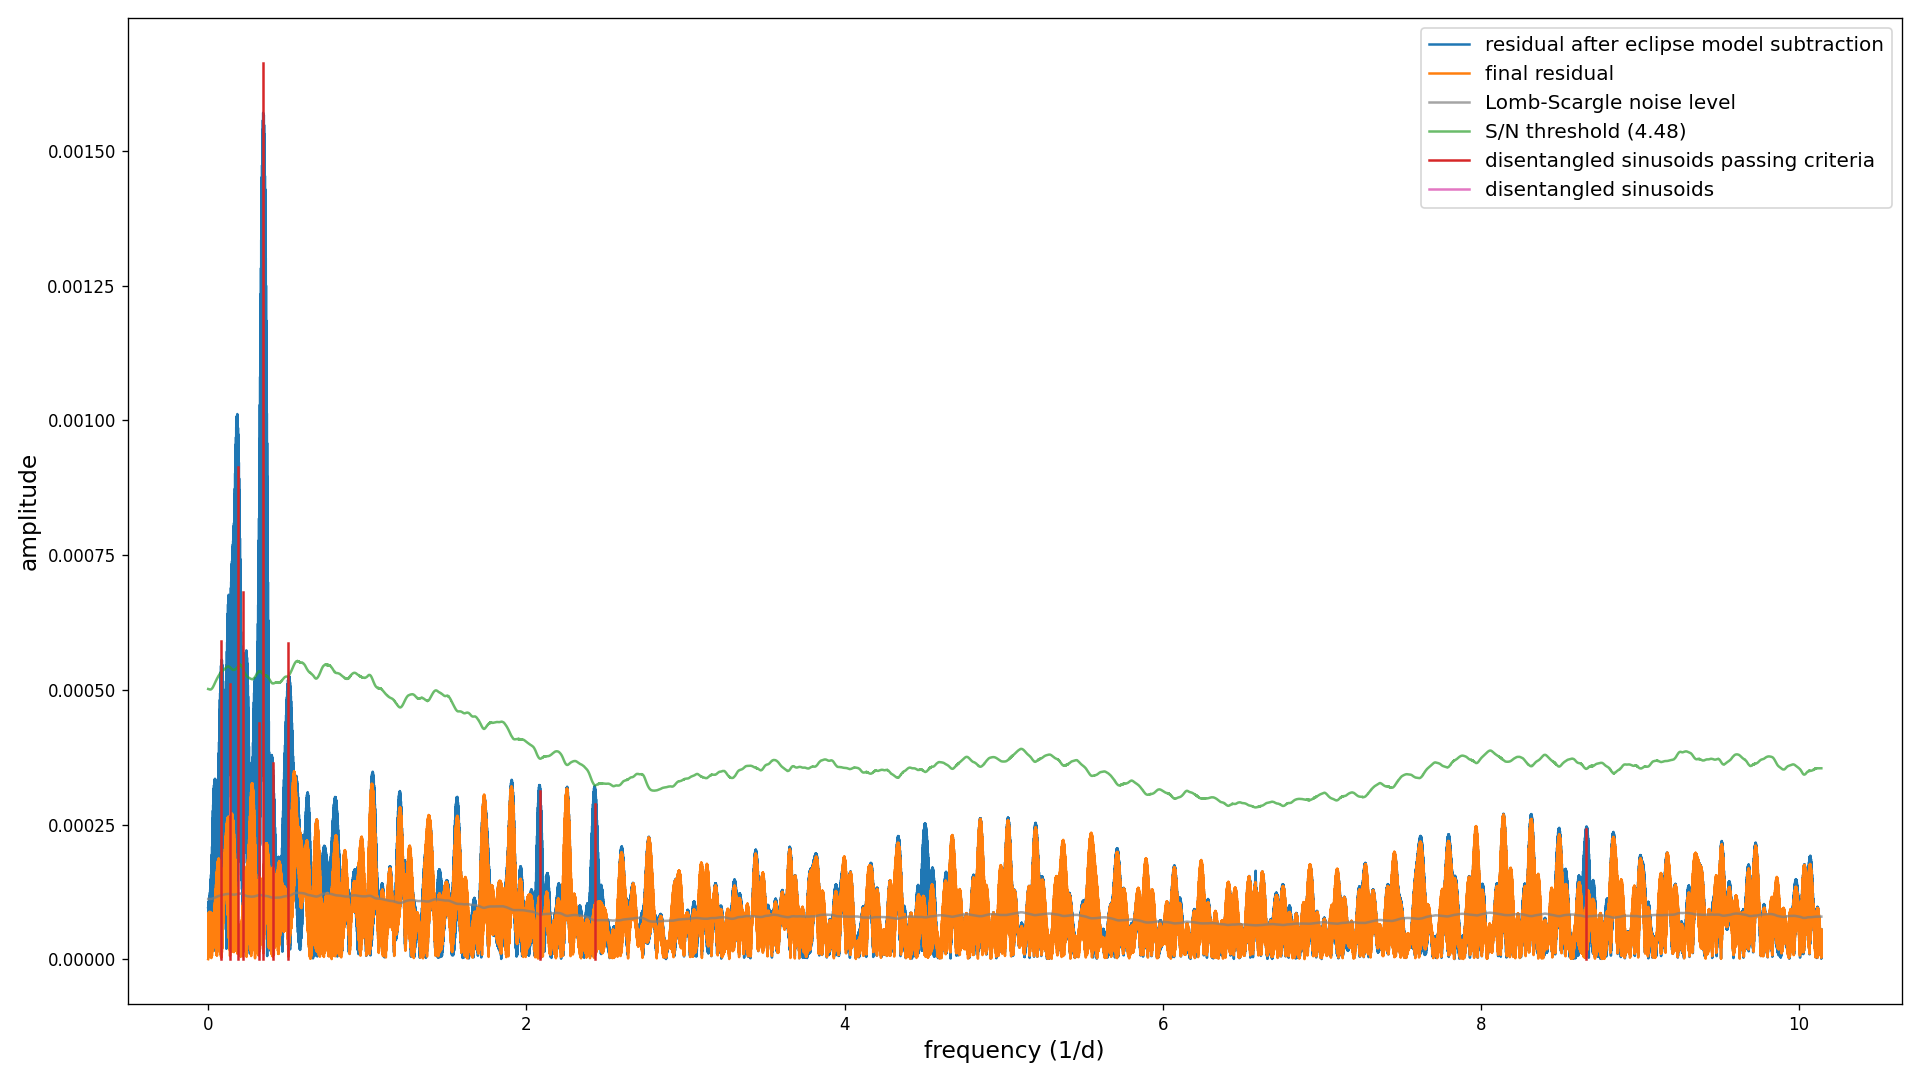 residual after eclipse model subtraction
final residual
Lomb-Scargle noise level
S/N threshold (4.48)
disentangled sinusoids passing criteria
disentangled sinusoids
0.00150
0.00125
0.00100
0.00075
0.00050
0.00025
0.00000
amplitude
0 2 4 6 8 10
frequency (1/d)